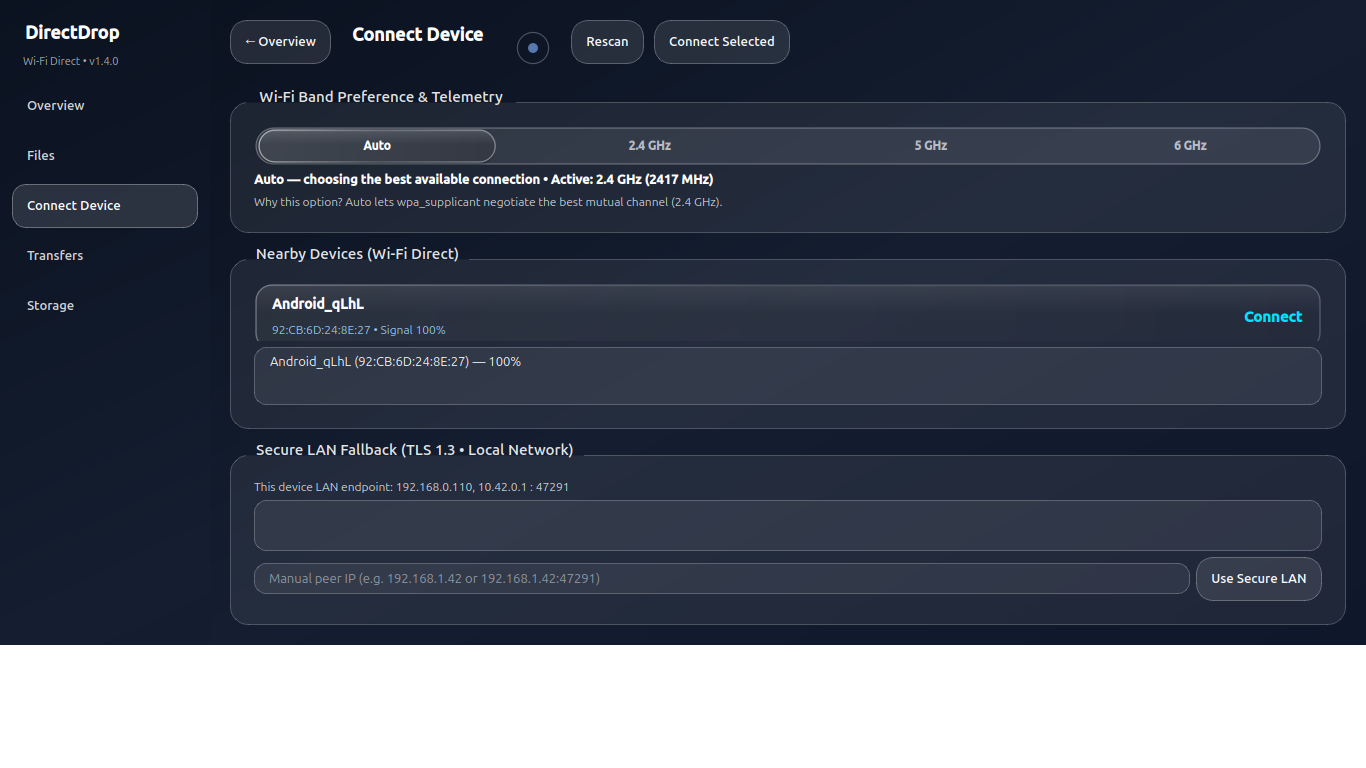 DirectDrop
Wi-Fi Direct • v1.4.0
Overview
Files
Connect Device
Transfers
Storage
← Overview
Connect Device
Rescan
Connect Selected
Wi-Fi Band Preference & Telemetry
Auto
2.4 GHz
5 GHz
6 GHz
Auto — choosing the best available connection • Active: 2.4 GHz (2417 MHz)
Why this option? Auto lets wpa_supplicant negotiate the best mutual channel (2.4 GHz).
Nearby Devices (Wi-Fi Direct)
Android_qLhL
92:CB:6D:24:8E:27 • Signal 100%
Connect
Android_qLhL (92:CB:6D:24:8E:27) — 100%
Secure LAN Fallback (TLS 1.3 • Local Network)
This device LAN endpoint: 192.168.0.110, 10.42.0.1 : 47291
Manual peer IP (e.g. 192.168.1.42 or 192.168.1.42:47291)
Use Secure LAN